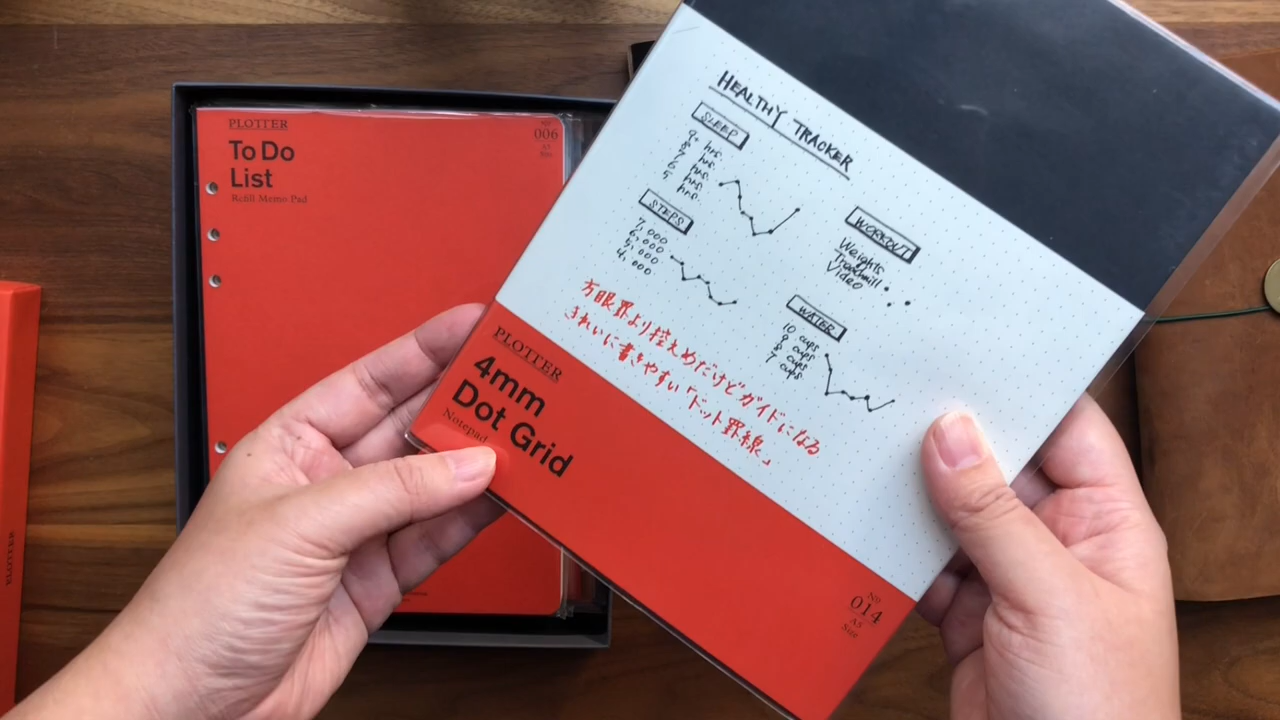 PLOTTER
To Do
List
Refill Memo Pad
No
006
A5
Size
HEALTHY TRACKER
SLEEP
9 hrs.
8 hrs.
7 hrs.
6 hrs.
5 hrs.
STEPS
7,000
6,000
5,000
4,000
WORKOUT
Weights
Treadmill
Video
WATER
10 cups
9 cups
8 cups
7 cups
方眼罫より控えめだけどガイドになる
きれいに書きやすい「ドット罫線」
PLOTTER
4mm
Dot Grid
Notepad
No
014
A5
Size
PLOTTER